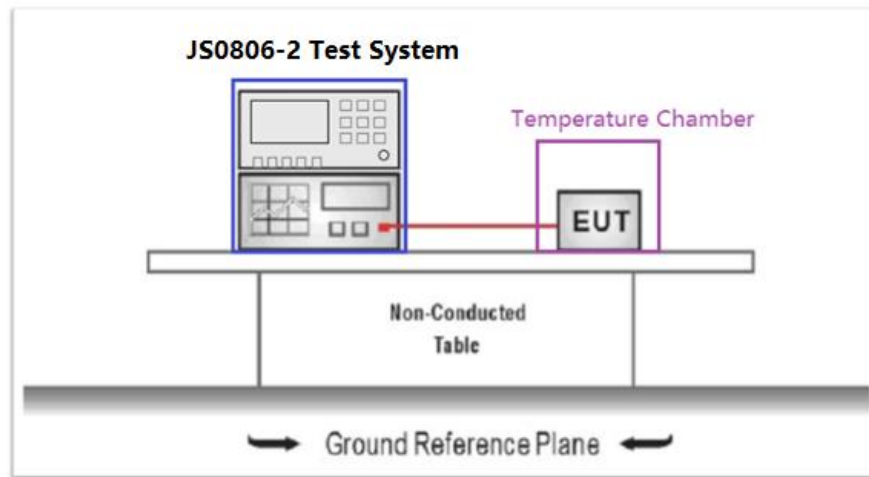 JS0806-2 Test System
Temperature Chamber
EUT
Non-Conducted
Table
Ground Reference Plane